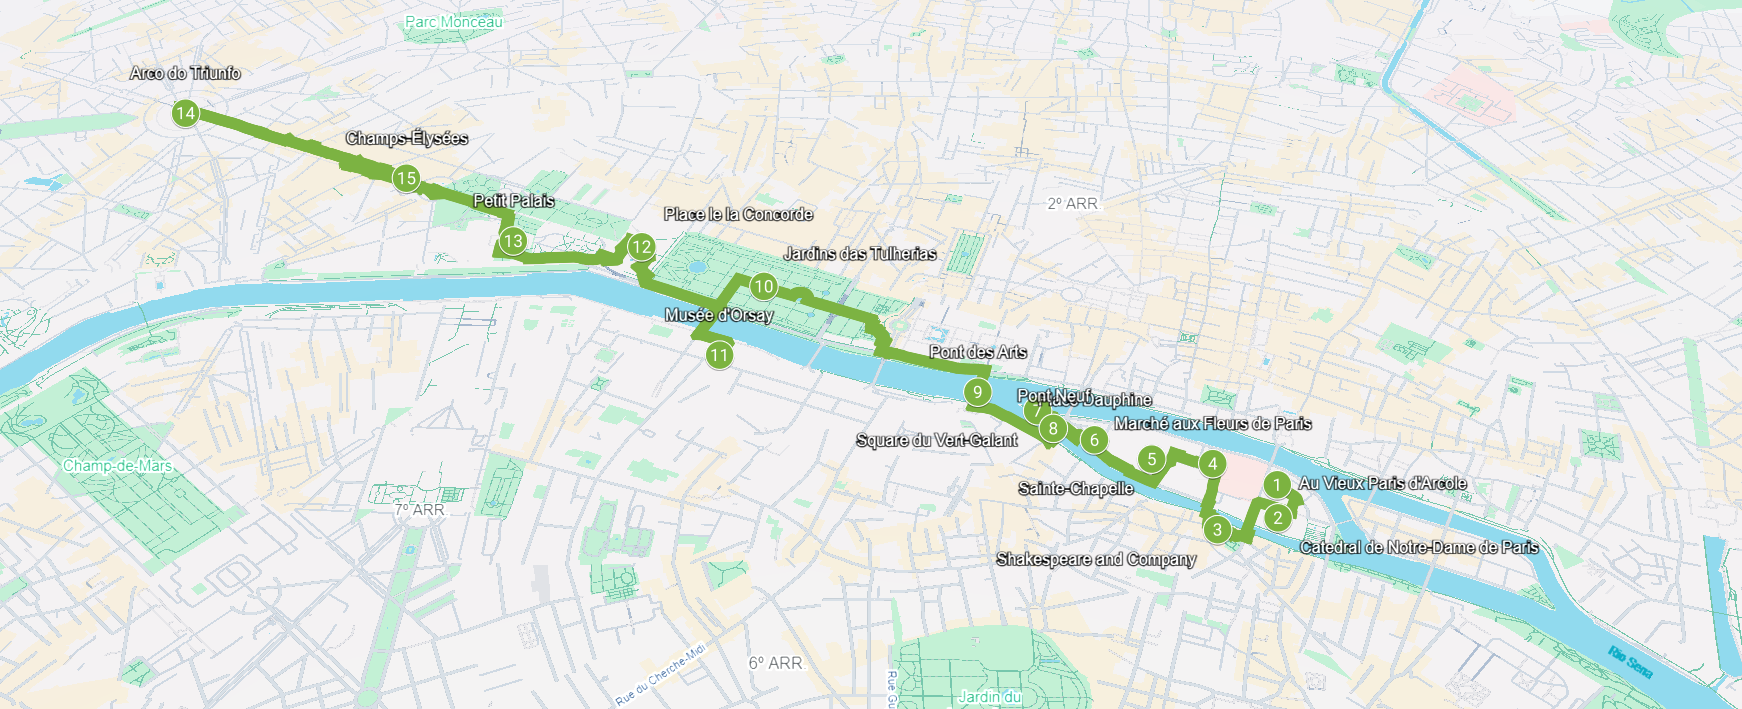 Parc Monceau
Arco do Triunfo
14
Champs-Élysées
15
Petit Palais
2º ARR.
Place le la Concorde
13
12
Jardins das Tulherias
10
Musée d'Orsay
11
Pont des Arts
9
Pont Neuf
Dauphine
7
8
Marché aux Fleurs de Paris
6
Square du Vert-Galant
5
4
Champ-de-Mars
Sainte-Chapelle
1
Au Vieux Paris d'Arcole
7º ARR.
2
3
Catedral de Notre-Dame de Paris
Shakespeare and Company
6º ARR.
Rue du Cherche-Midi
Rue Gu
Jardin du
Rio Sena